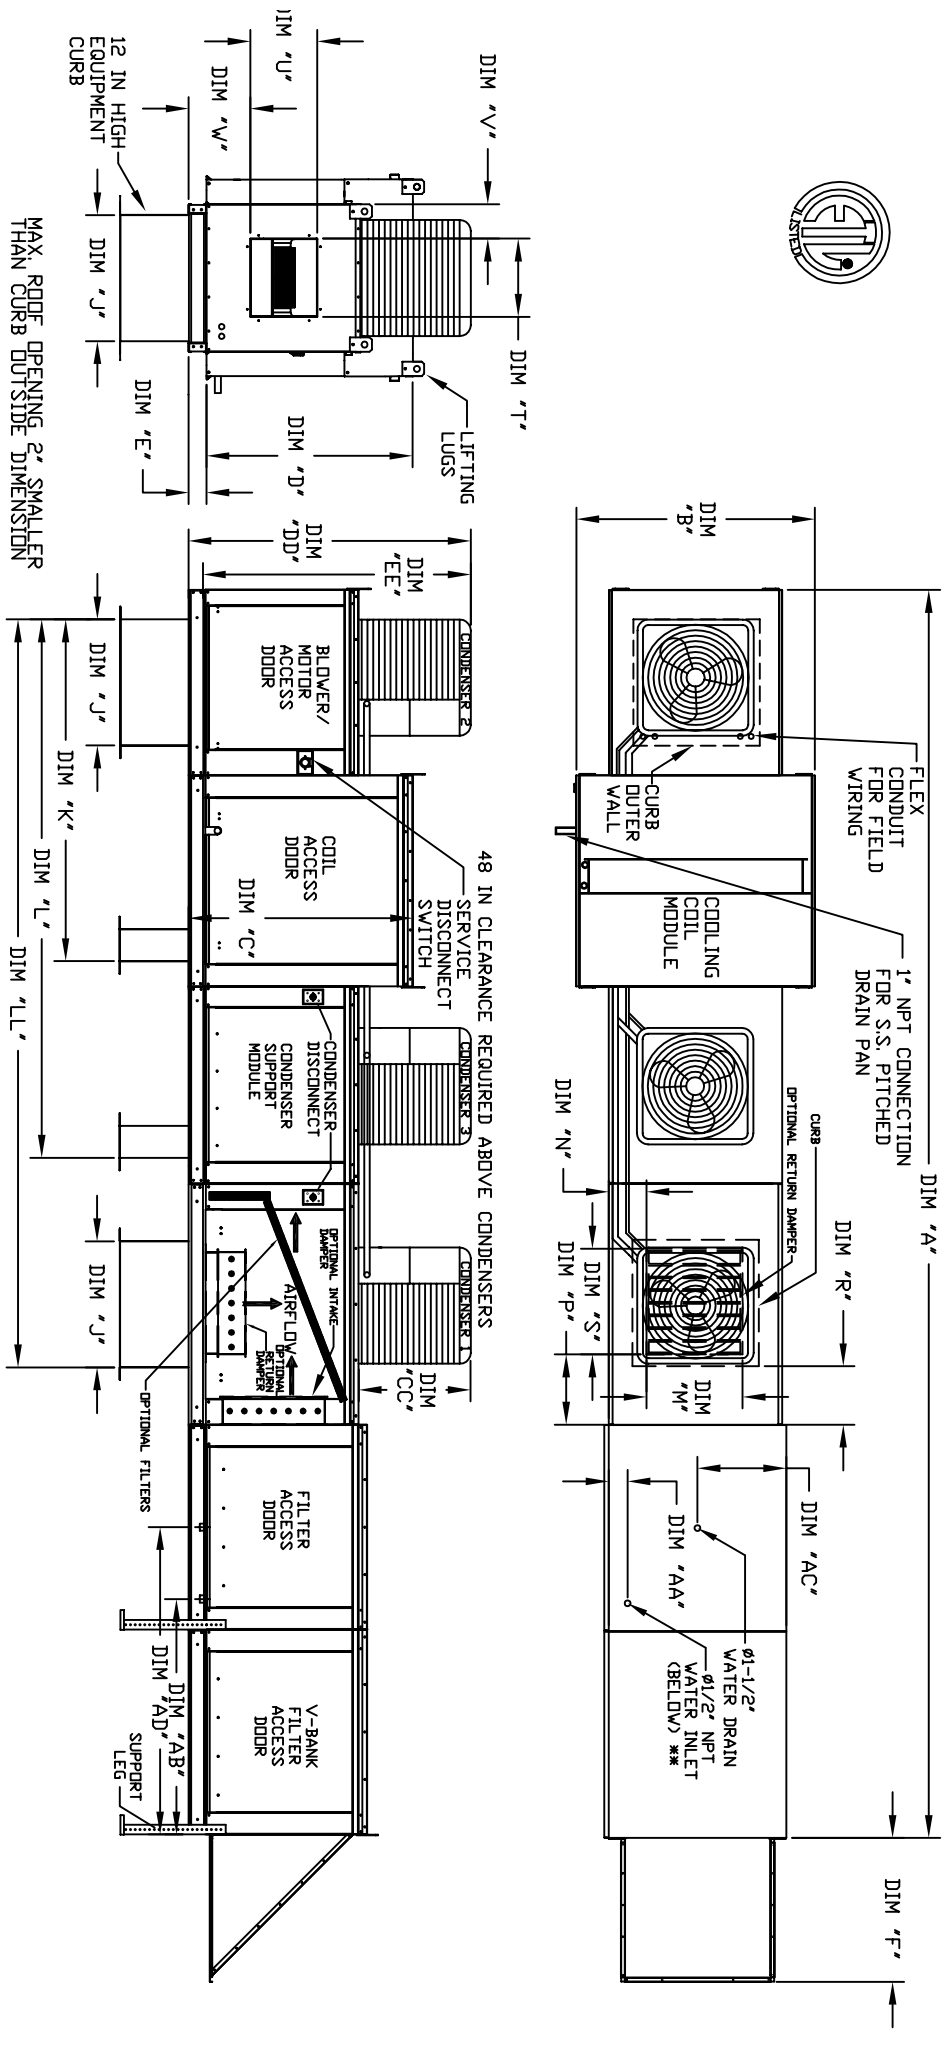 LISTED
DIM "A"
DIM "F"
FLEX
CONDUIT
FOR FIELD
WIRING
1" NPT CONNECTION
FOR S.S. PITCHED
DRAIN PAN
CURB
OPTIONAL RETURN DAMPER
DIM "R"
DIM "AC"
DIM
"B"
CURB
OUTER
WALL
COOLING
COIL
MODULE
DIM "N"
DIM "S"
DIM "P"
DIM
"M"
DIM "AA"
Ø1-1/2"
WATER DRAIN
Ø1/2" NPT
WATER INLET
(BELOW) **
DIM "V"
DIM "T"
LIFTING
LUGS
DIM "U"
DIM "W"
12 IN HIGH
EQUIPMENT
CURB
DIM "J"
DIM "D"
DIM "E"
MAX. ROOF OPENING 2" SMALLER
THAN CURB OUTSIDE DIMENSION
48 IN CLEARANCE REQUIRED ABOVE CONDENSERS
DIM
"DD"
DIM
"EE"
CONDENSER 2
CONDENSER 3
CONDENSER 1
DIM
"CC"
SERVICE
DISCONNECT
SWITCH
BLOWER/
MOTOR
ACCESS
DOOR
COIL
ACCESS
DOOR
DIM "C"
CONDENSER
DISCONNECT
CONDENSER
SUPPORT
MODULE
OPTIONAL INTAKE
DAMPER
AIRFLOW
OPTIONAL
RETURN
DAMPER
OPTIONAL FILTERS
FILTER
ACCESS
DOOR
V-BANK
FILTER
ACCESS
DOOR
DIM "J"
DIM "K"
DIM "L"
DIM "LL"
DIM "J"
DIM "AB"
DIM "AD"
SUPPORT
LEG